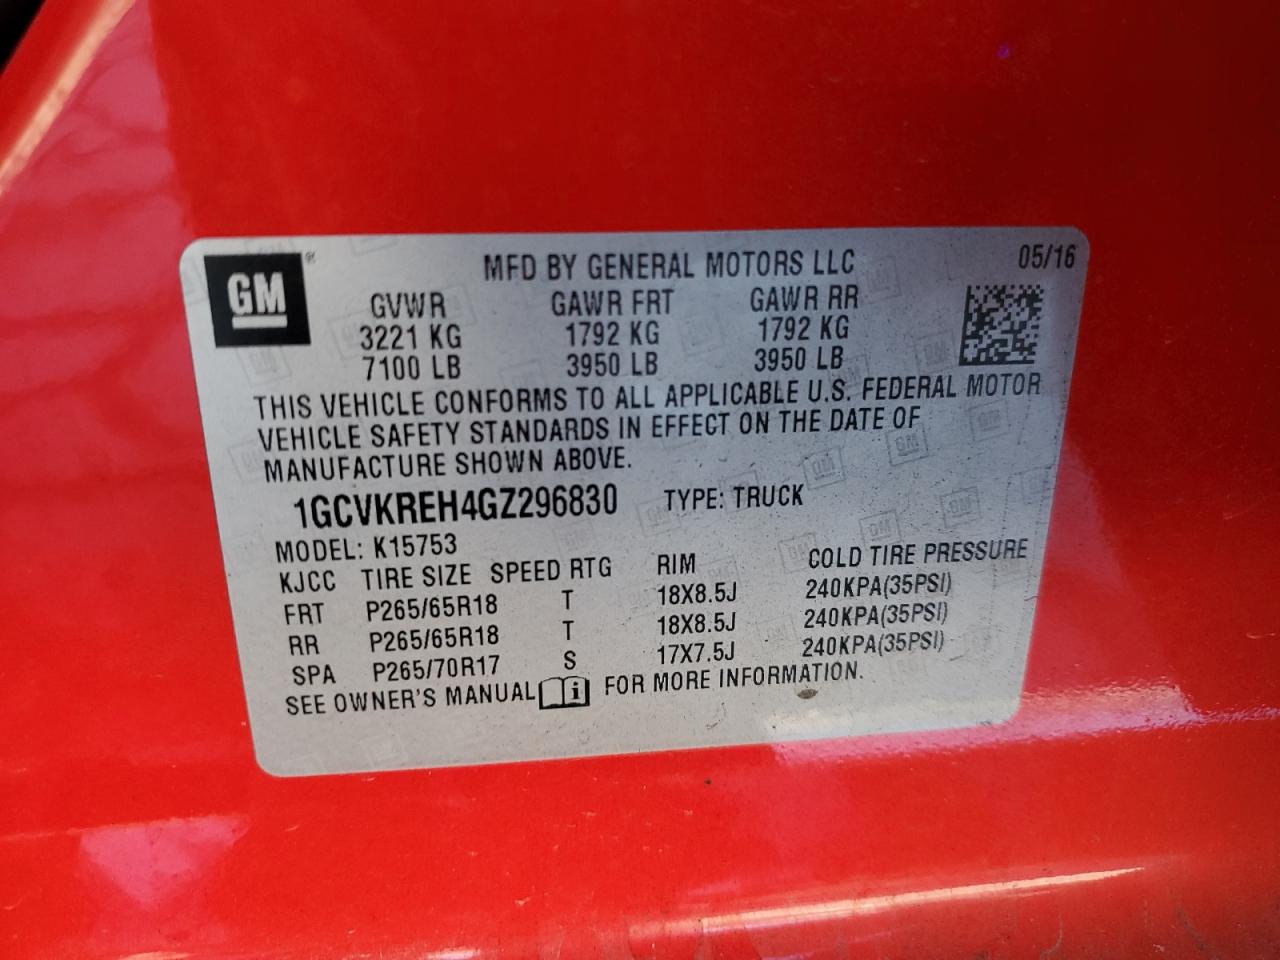 GM ®
MFD BY GENERAL MOTORS LLC 05/16
GVWR GAWR FRT GAWR RR
3221 KG 1792 KG 1792 KG
7100 LB 3950 LB 3950 LB
THIS VEHICLE CONFORMS TO ALL APPLICABLE U.S. FEDERAL MOTOR
VEHICLE SAFETY STANDARDS IN EFFECT ON THE DATE OF
MANUFACTURE SHOWN ABOVE.
1GCVKREH4GZ296830 TYPE: TRUCK
MODEL: K15753
KJCC TIRE SIZE SPEED RTG RIM COLD TIRE PRESSURE
FRT P265/65R18 T 18X8.5J 240KPA(35PSI)
RR P265/65R18 T 18X8.5J 240KPA(35PSI)
SPA P265/70R17 S 17X7.5J 240KPA(35PSI)
SEE OWNER'S MANUAL i FOR MORE INFORMATION.